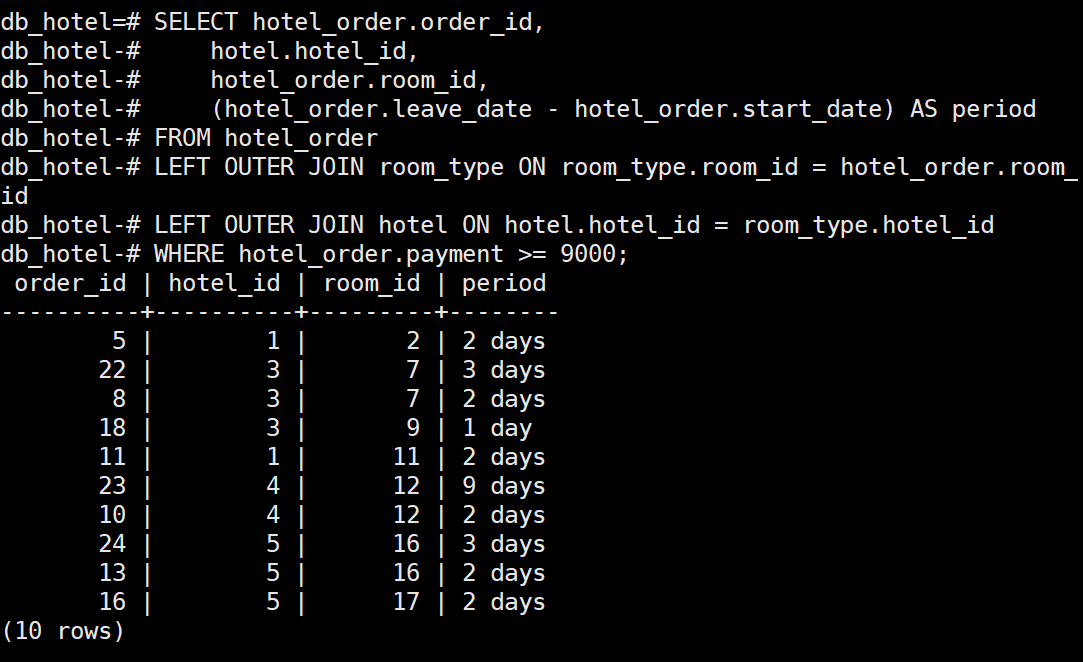 db_hotel=# SELECT hotel_order.order_id,
db_hotel-#     hotel.hotel_id,
db_hotel-#     hotel_order.room_id,
db_hotel-#     (hotel_order.leave_date - hotel_order.start_date) AS period
db_hotel-# FROM hotel_order
db_hotel-# LEFT OUTER JOIN room_type ON room_type.room_id = hotel_order.room_
id
db_hotel-# LEFT OUTER JOIN hotel ON hotel.hotel_id = room_type.hotel_id
db_hotel-# WHERE hotel_order.payment >= 9000;
 order_id | hotel_id | room_id | period
----------+----------+---------+--------
        5 |        1 |       2 | 2 days
       22 |        3 |       7 | 3 days
        8 |        3 |       7 | 2 days
       18 |        3 |       9 | 1 day
       11 |        1 |      11 | 2 days
       23 |        4 |      12 | 9 days
       10 |        4 |      12 | 2 days
       24 |        5 |      16 | 3 days
       13 |        5 |      16 | 2 days
       16 |        5 |      17 | 2 days
(10 rows)